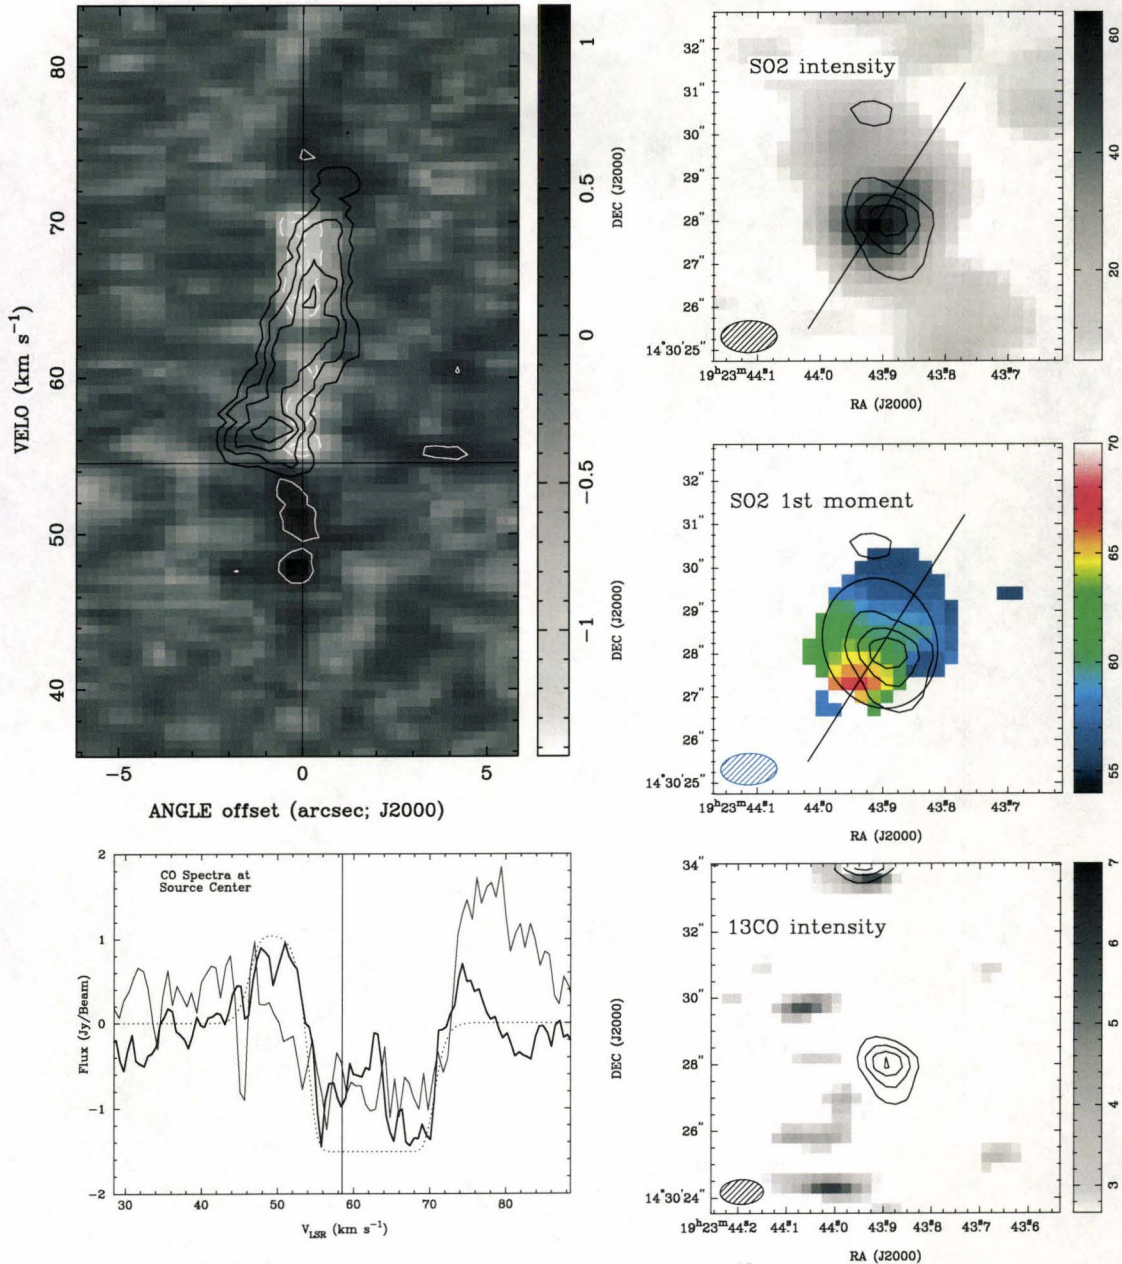 80
70
60
50
40
VELO (km s⁻¹)
−5
0
5
ANGLE offset (arcsec; J2000)
1
0.5
0
−0.5
−1
SO2 intensity
32"
31"
30"
29"
28"
27"
26"
14°30'25"
DEC (J2000)
19ʰ23ᵐ44ˢ.1
44ˢ.0
43ˢ.9
43ˢ.8
43ˢ.7
RA (J2000)
60
40
20
SO2 1st moment
32"
31"
30"
29"
28"
27"
26"
14°30'25"
DEC (J2000)
19ʰ23ᵐ44ˢ.1
44ˢ.0
43ˢ.9
43ˢ.8
43ˢ.7
RA (J2000)
70
65
60
55
CO Spectra at
Source Center
2
1
0
−1
−2
Flux (Jy/Beam)
30
40
50
60
70
80
V_LSR (km s⁻¹)
13CO intensity
34"
32"
30"
28"
26"
14°30'24"
DEC (J2000)
19ʰ23ᵐ44ˢ.2
44ˢ.1
44ˢ.0
43ˢ.9
43ˢ.8
43ˢ.7
43ˢ.6
RA (J2000)
7
6
5
4
3